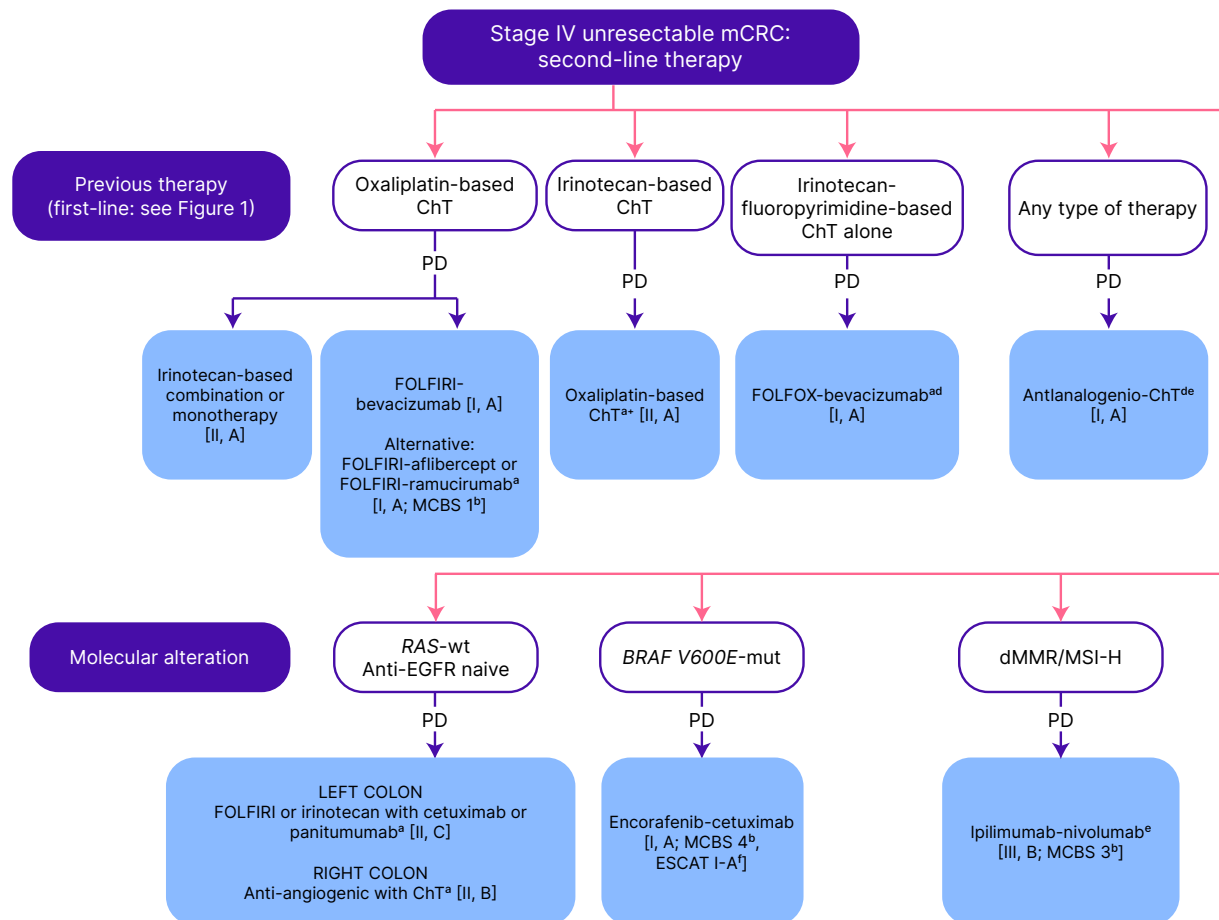 Stage IV unresectable mCRC:
second-line therapy
Previous therapy
(first-line: see Figure 1)
Oxaliplatin-based
ChT
Irinotecan-based
ChT
Irinotecan-
fluoropyrimidine-based
ChT alone
Any type of therapy
PD
PD
PD
PD
Irinotecan-based
combination or
monotherapy
[II, A]
FOLFIRI-
bevacizumab [I, A]
Alternative:
FOLFIRI-aflibercept or
FOLFIRI-ramucirumabᵃ
[I, A; MCBS 1ᵇ]
Oxaliplatin-based
ChTᵃ⁺ [II, A]
FOLFOX-bevacizumabᵃᵈ
[I, A]
Antlanalogenio-ChTᵈᵉ
[I, A]
Molecular alteration
RAS-wt
Anti-EGFR naive
BRAF V600E-mut
dMMR/MSI-H
PD
PD
PD
LEFT COLON
FOLFIRI or irinotecan with cetuximab or
panitumumabᵃ [II, C]
RIGHT COLON
Anti-angiogenic with ChTᵃ [II, B]
Encorafenib-cetuximab
[I, A; MCBS 4ᵇ,
ESCAT I-Aᶠ]
Ipilimumab-nivolumabᵉ
[III, B; MCBS 3ᵇ]